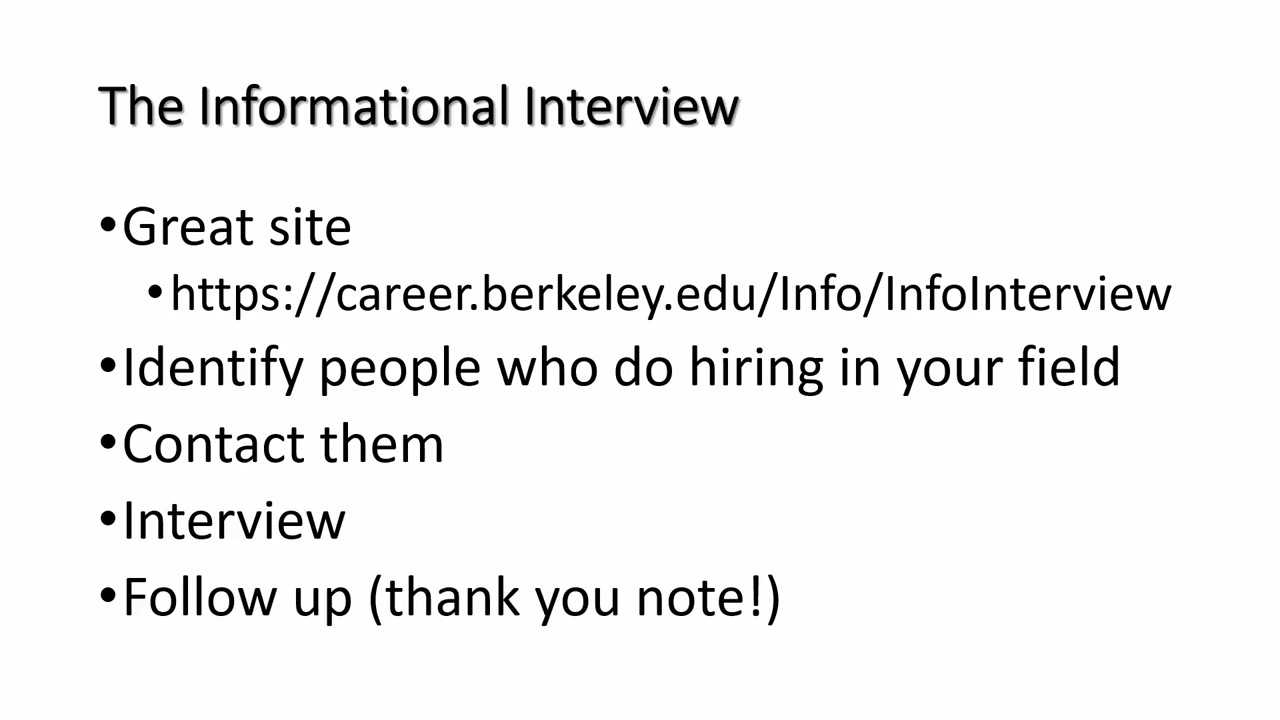 The Informational Interview
•Great site
•https://career.berkeley.edu/Info/InfoInterview
•Identify people who do hiring in your field
•Contact them
•Interview
•Follow up (thank you note!)